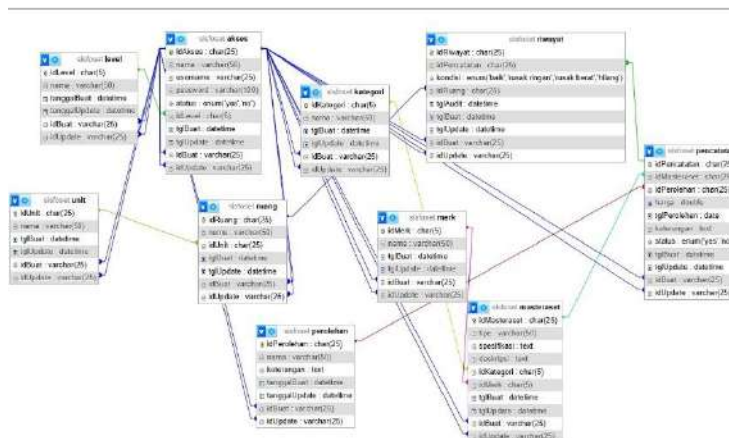 level
idLevel : char(5)
nama : varchar(50)
tanggalBuat : datetime
tanggalUpdate : datetime
idBuat : varchar(25)
idUpdate : varchar(25)
akses
idAkses : char(25)
nama : varchar(50)
username : varchar(25)
password : varchar(100)
status : enum('yes','no')
idLevel : char(5)
tglBuat : datetime
tglUpdate : datetime
idBuat : varchar(25)
idUpdate : varchar(25)
kategori
idKategori : char(5)
nama : varchar(50)
tglBuat : datetime
tglUpdate : datetime
idBuat : varchar(25)
idUpdate : varchar(25)
riwayat
idRiwayat : char(25)
idPencatatan : char(25)
kondisi : enum('baik','rusak ringan','rusak berat','hilang')
idRuang : char(25)
tglAudit : datetime
tglBuat : datetime
tglUpdate : datetime
idBuat : varchar(25)
idUpdate : varchar(25)
idPencatatan : char(25)
idMasteraset : char(25)
idPerolehan : char(25)
harga : double
tglPerolehan : date
keterangan : text
status : enum('yes','no')
tglBuat : datetime
tglUpdate : datetime
idBuat : varchar(25)
idUpdate : varchar(25)
unit
idUnit : char(25)
nama : varchar(50)
tglBuat : datetime
tglUpdate : datetime
idBuat : varchar(25)
idUpdate : varchar(25)
ruang
idRuang : char(25)
nama : varchar(50)
idUnit : char(25)
tglBuat : datetime
tglUpdate : datetime
idBuat : varchar(25)
idUpdate : varchar(25)
merk
idMerk : char(5)
nama : varchar(50)
tglBuat : datetime
tglUpdate : datetime
idBuat : varchar(25)
idUpdate : varchar(25)
masteraset
idMasteraset : char(25)
tipe : varchar(50)
spesifikasi : text
deskripsi : text
idKategori : char(5)
idMerk : char(5)
tglBuat : datetime
tglUpdate : datetime
idBuat : varchar(25)
idUpdate : varchar(25)
perolehan
idPerolehan : char(25)
nama : varchar(50)
keterangan : text
tanggalBuat : datetime
tanggalUpdate : datetime
idBuat : varchar(25)
idUpdate : varchar(25)